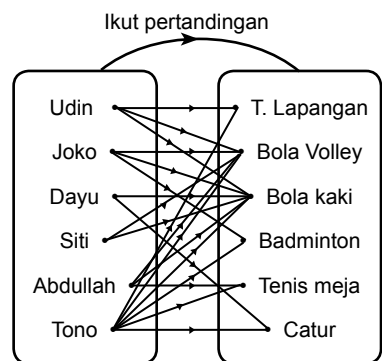 Ikut pertandingan
Udin
Joko
Dayu
Siti
Abdullah
Tono
T. Lapangan
Bola Volley
Bola kaki
Badminton
Tenis meja
Catur